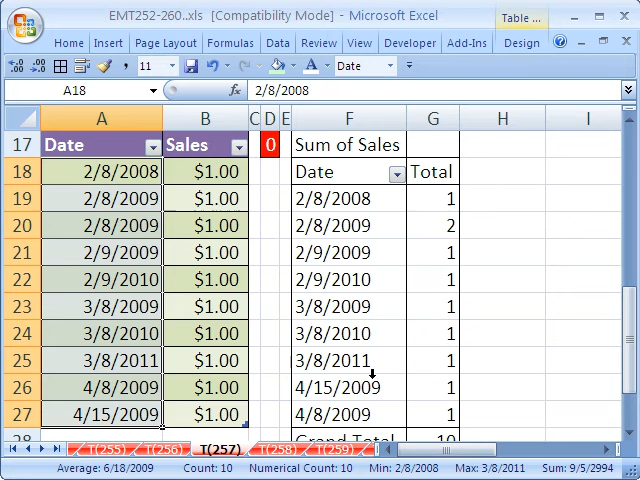 EMT252-260..xls [Compatibility Mode] - Microsoft Excel
Table ...
Home Insert Page Layout Formulas Data Review Developer Add-Ins Design
11 Date
A18 2/8/2008
A B C D E F G H I
17 Date Sales 0 Sum of Sales
18 2/8/2008 $1.00 Date Total
19 2/8/2009 $1.00 2/8/2008 1
20 2/8/2009 $1.00 2/8/2009 2
21 2/9/2009 $1.00 2/9/2009 1
22 2/9/2010 $1.00 2/9/2010 1
23 3/8/2009 $1.00 3/8/2009 1
24 3/8/2010 $1.00 3/8/2010 1
25 3/8/2011 $1.00 3/8/2011 1
26 4/8/2009 $1.00 4/15/2009 1
27 4/15/2009 $1.00 4/8/2009 1
28 Grand Total 10
T(255) T(256) T(257) T(258) T(259)
Average: 6/18/2009 Count: 10 Numerical Count: 10 Min: 2/8/2008 Max: 3/8/2011 Sum: 9/5/2994